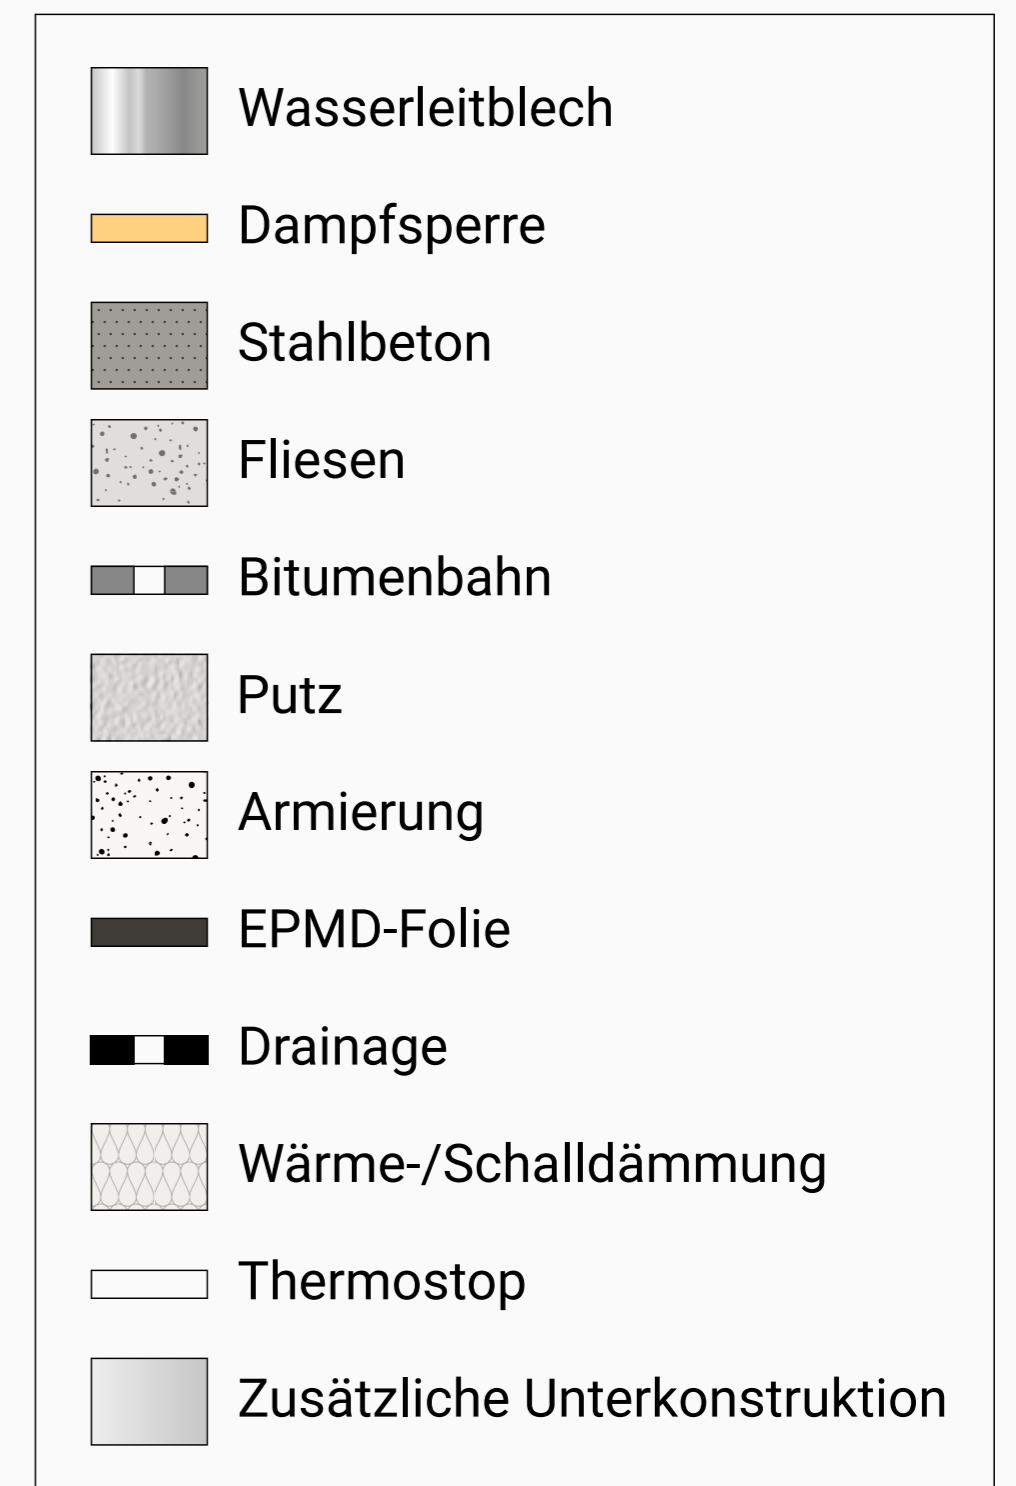 Wasserleitblech
Dampfsperre
Stahlbeton
Fliesen
Bitumenbahn
Putz
Armierung
EPMD-Folie
Drainage
Wärme-/Schalldämmung
Thermostop
Zusätzliche Unterkonstruktion